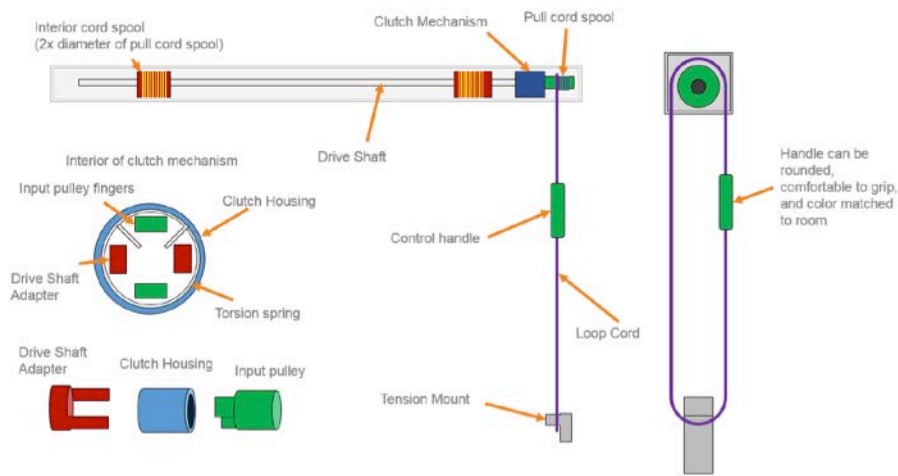 Interior cord spool
(2x diameter of pull cord spool)
Clutch Mechanism
Pull cord spool
Drive Shaft
Interior of clutch mechanism
Input pulley fingers
Clutch Housing
Drive Shaft
Adapter
Torsion spring
Control handle
Handle can be
rounded,
comfortable to grip,
and color matched
to room
Loop Cord
Drive Shaft
Adapter
Clutch Housing
Input pulley
Tension Mount